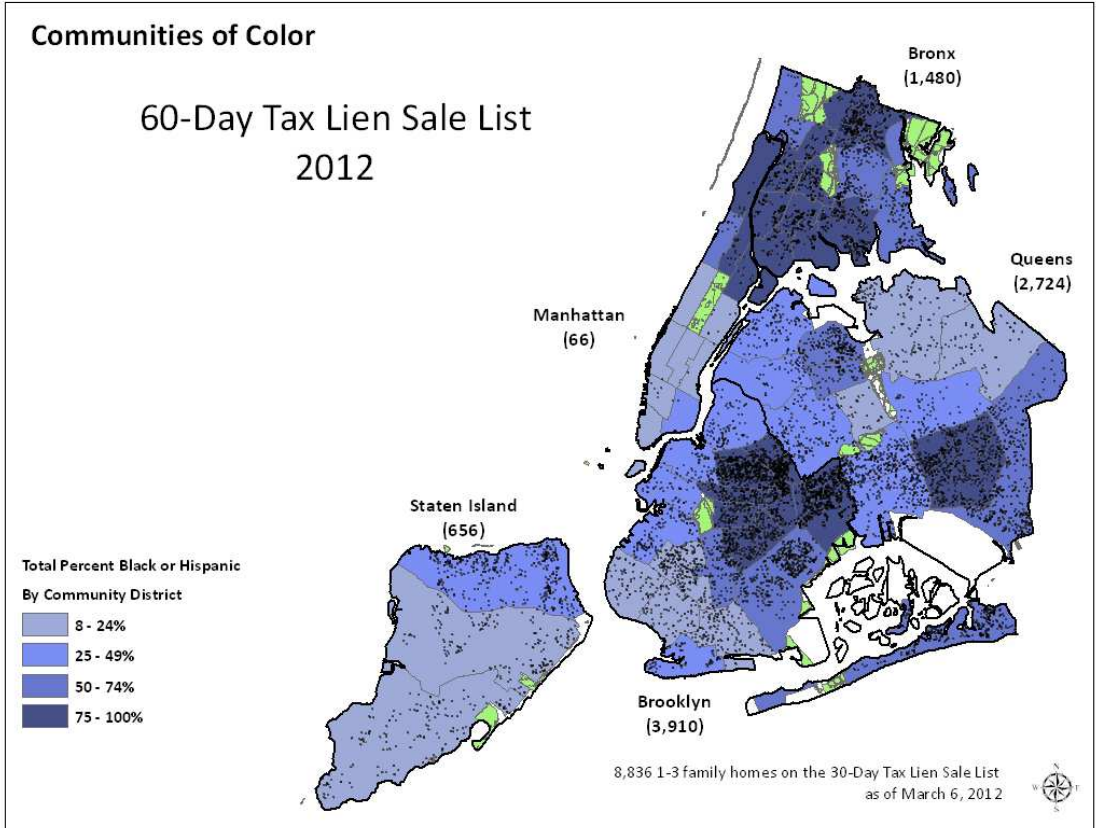 Communities of Color
60-Day Tax Lien Sale List
2012
Bronx
(1,480)
Queens
(2,724)
Manhattan
(66)
Staten Island
(656)
Total Percent Black or Hispanic
By Community District
8 - 24%
25 - 49%
50 - 74%
75 - 100%
Brooklyn
(3,910)
8,836 1-3 family homes on the 30-Day Tax Lien Sale List
as of March 6, 2012
N
W
E
S